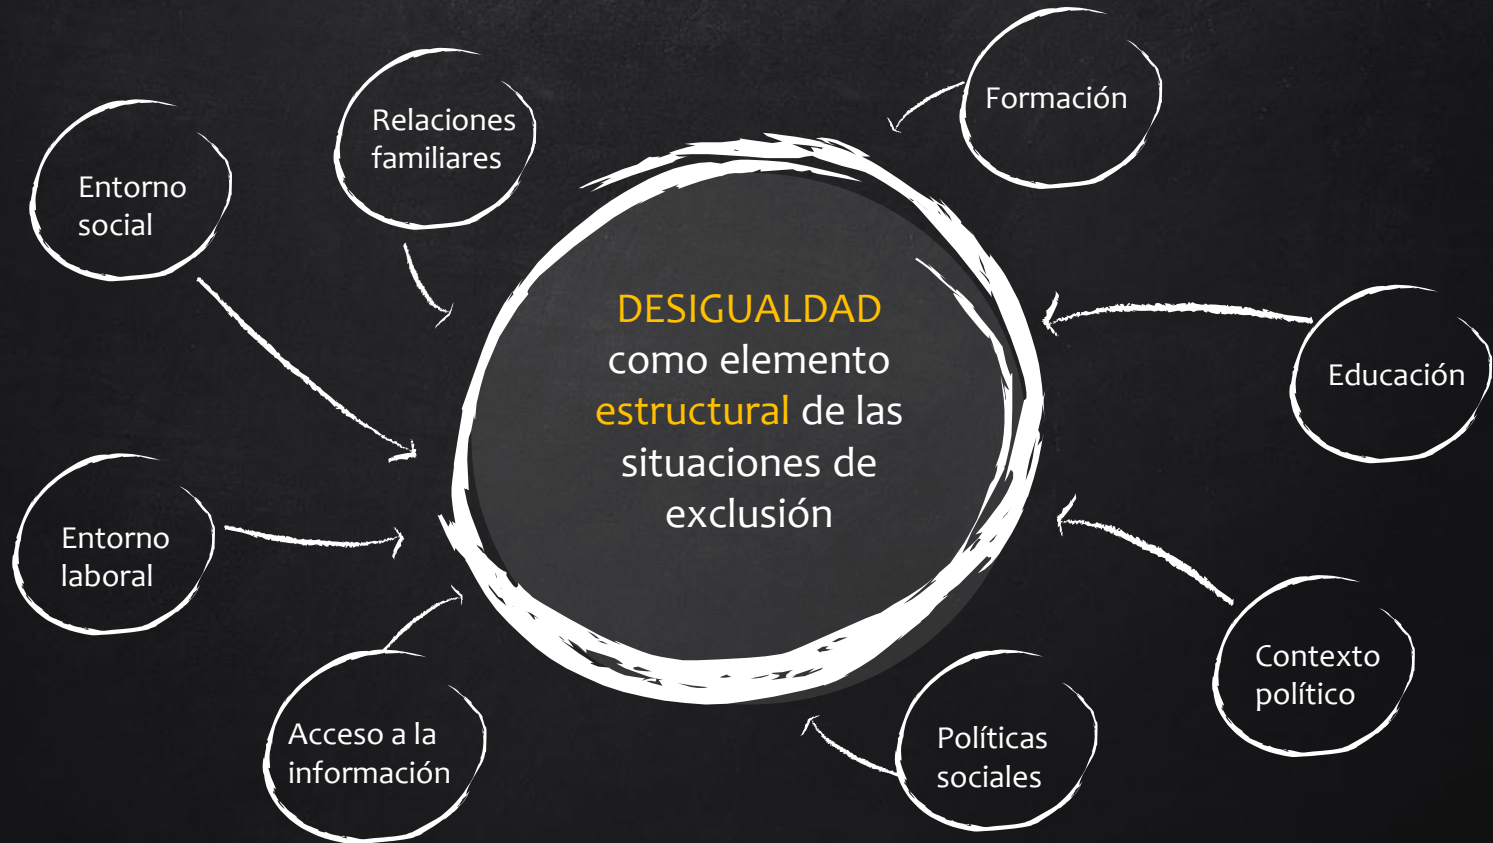 Formación
Relaciones
familiares
Entorno
social
DESIGUALDAD
como elemento
estructural de las
situaciones de
exclusión
Educación
Entorno
laboral
Contexto
político
Acceso a la
información
Políticas
sociales